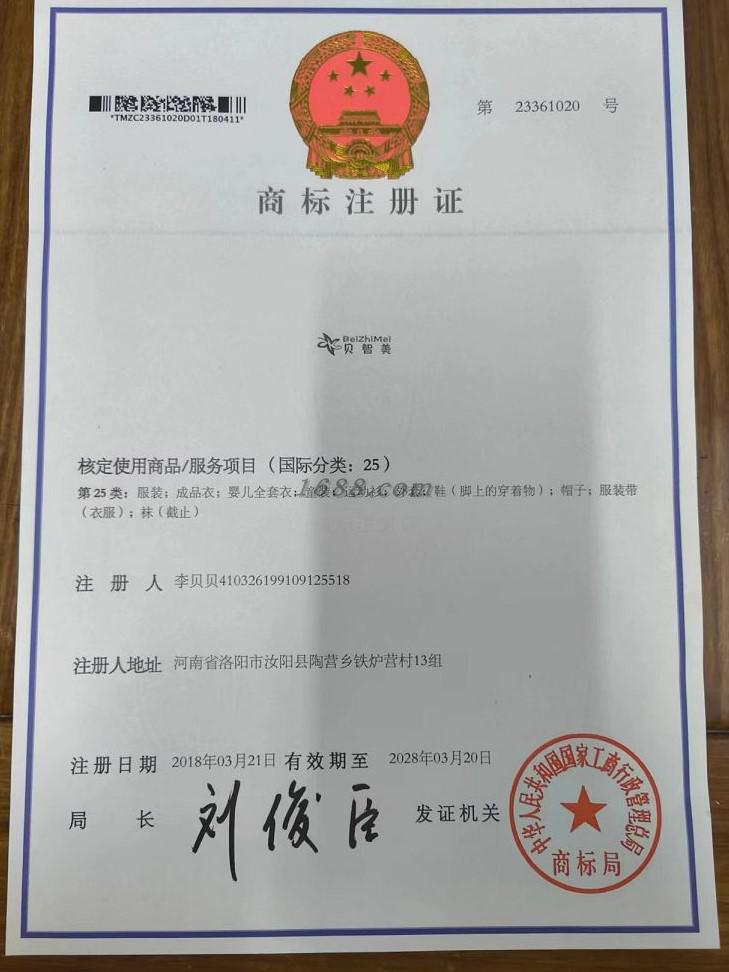 *TMZC23361020D01T180411*
第 23361020 号
商标注册证
BeiZhiMei
贝智美
核定使用商品/服务项目（国际分类：25）
第25类：服装；成品衣；婴儿全套衣；童装；运动衫；外套；鞋（脚上的穿着物）；帽子；服装带
（衣服）；袜（截止）
1688.com
注册人 李贝贝410326199109125518
注册人地址 河南省洛阳市汝阳县陶营乡铁炉营村13组
注册日期 2018年03月21日 有效期至 2028年03月20日
局长 刘俊臣 发证机关
中华人民共和国国家工商行政管理总局
商标局